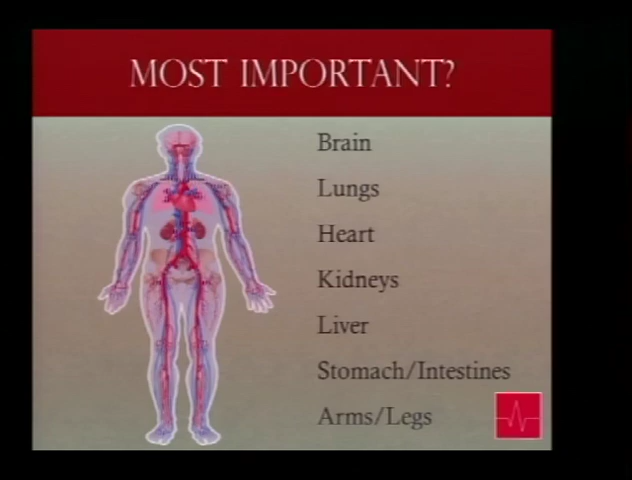 MOST IMPORTANT?
Brain
Lungs
Heart
Kidneys
Liver
Stomach/Intestines
Arms/Legs